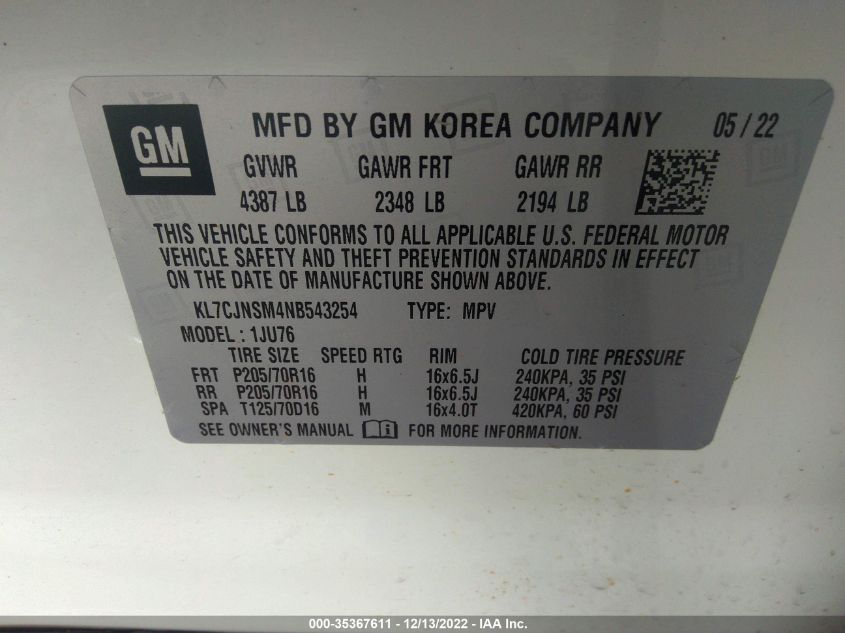 GM
MFD BY GM KOREA COMPANY 05 / 22
GVWR GAWR FRT GAWR RR
4387 LB 2348 LB 2194 LB
THIS VEHICLE CONFORMS TO ALL APPLICABLE U.S. FEDERAL MOTOR
VEHICLE SAFETY AND THEFT PREVENTION STANDARDS IN EFFECT
ON THE DATE OF MANUFACTURE SHOWN ABOVE.
KL7CJNSM4NB543254 TYPE: MPV
MODEL : 1JU76
TIRE SIZE SPEED RTG RIM COLD TIRE PRESSURE
FRT P205/70R16 H 16x6.5J 240KPA, 35 PSI
RR P205/70R16 H 16x6.5J 240KPA, 35 PSI
SPA T125/70D16 M 16x4.0T 420KPA, 60 PSI
SEE OWNER'S MANUAL FOR MORE INFORMATION.
000-35367611 - 12/13/2022 - IAA Inc.